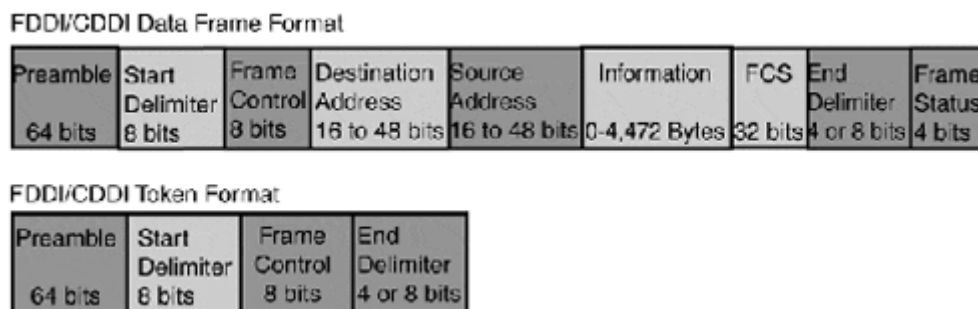 FDDI/CDDI Data Frame Format
Preamble 64 bits
Start Delimiter 8 bits
Frame Control 8 bits
Destination Address 16 to 48 bits
Source Address 16 to 48 bits
Information 0-4,472 Bytes
FCS 32 bits
End Delimiter 4 or 8 bits
Frame Status 4 bits
FDDI/CDDI Token Format
Preamble 64 bits
Start Delimiter 8 bits
Frame Control 8 bits
End Delimiter 4 or 8 bits